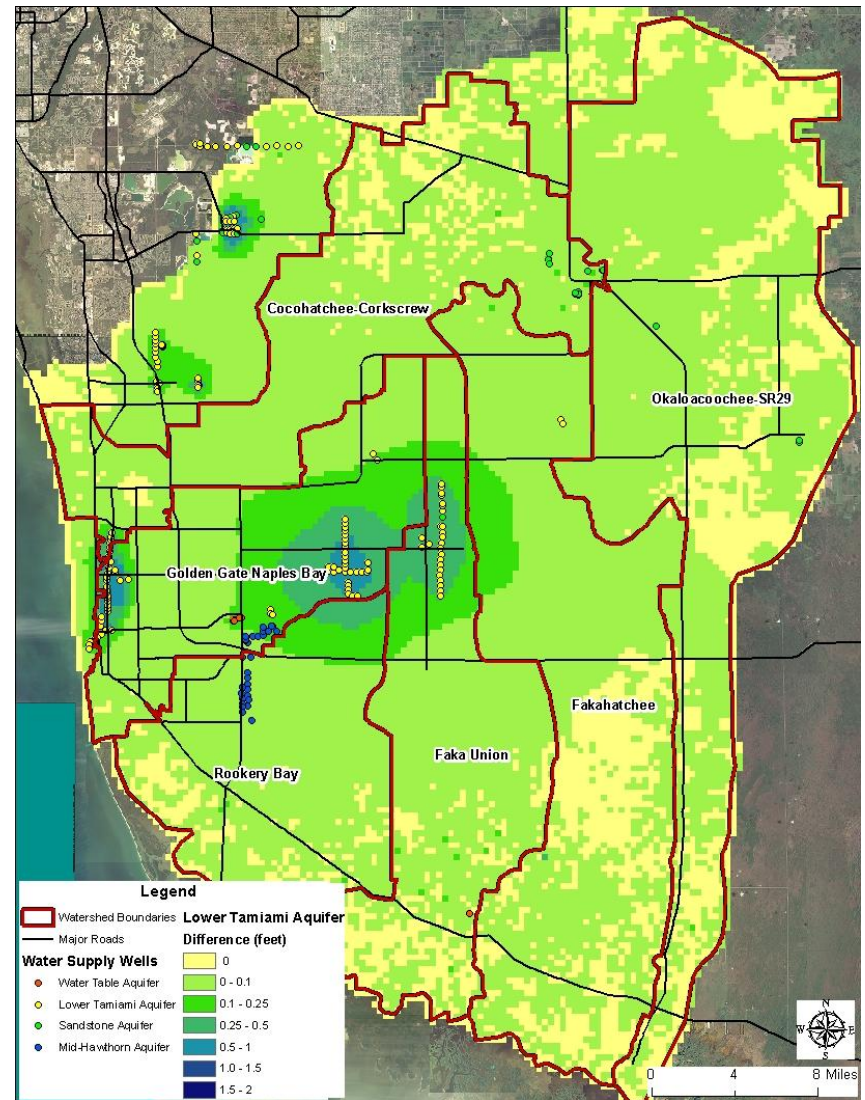 Cocohatchee-Corkscrew
Okaloacoochee-SR29
Golden Gate Naples Bay
Fakahatchee
Faka Union
Rookery Bay
Legend
Watershed Boundaries
Major Roads
Water Supply Wells
Water Table Aquifer
Lower Tamiami Aquifer
Sandstone Aquifer
Mid-Hawthorn Aquifer
Lower Tamiami Aquifer
Difference (feet)
0
0 - 0.1
0.1 - 0.25
0.25 - 0.5
0.5 - 1
1.0 - 1.5
1.5 - 2
N
W E
S
0 4 8 Miles